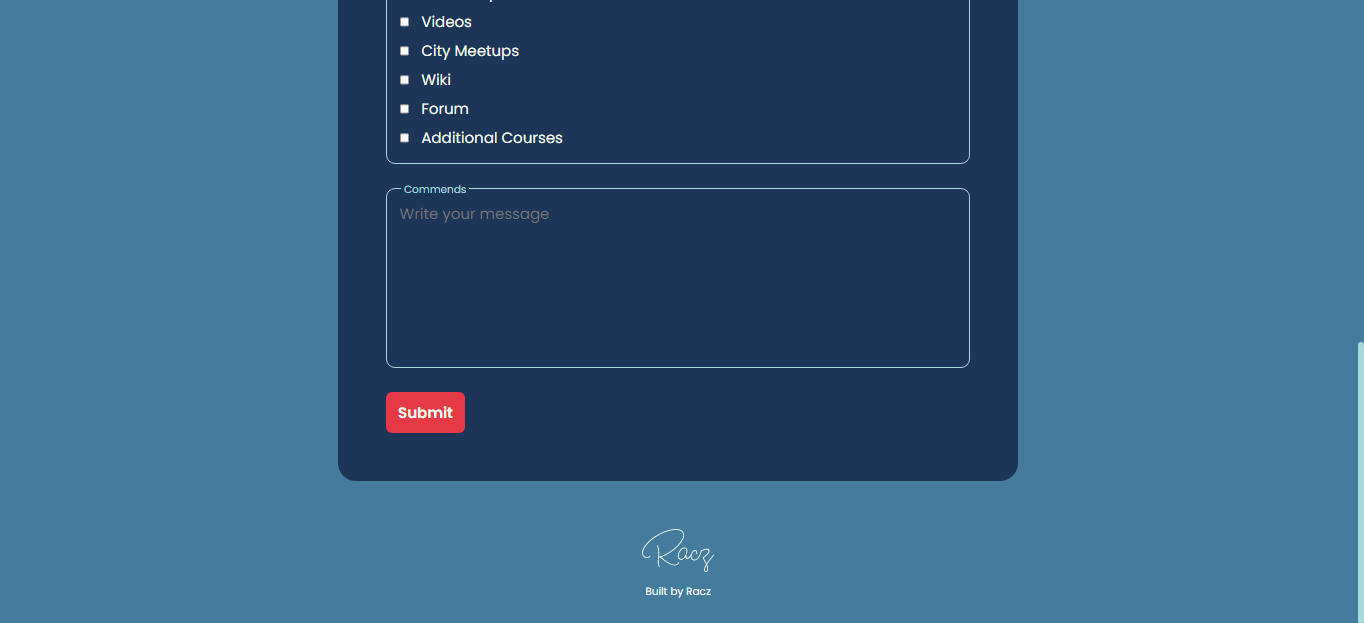 Videos
City Meetups
Wiki
Forum
Additional Courses
Commends
Write your message
Submit
Racz
Built by Racz